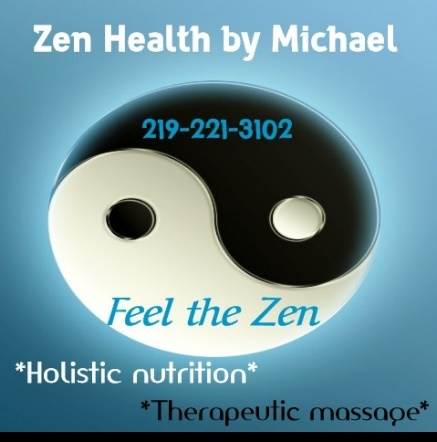 Zen Health by Michael
219-221-3102
Feel the Zen
*Holistic nutrition*
*Therapeutic massage*